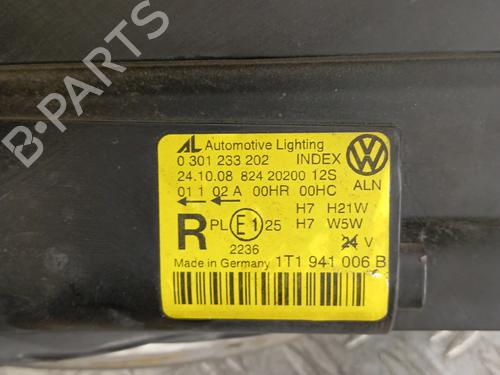 AL Automotive Lighting
0 301 233 202 INDEX
24.10.08 824 20200 12S
01 1 02 A 00HR 00HC ALN
H7 H21W
R PL E1 25 H7 W5W
2236 24 V
Made in Germany 1T1 941 006 B
B-PARTS